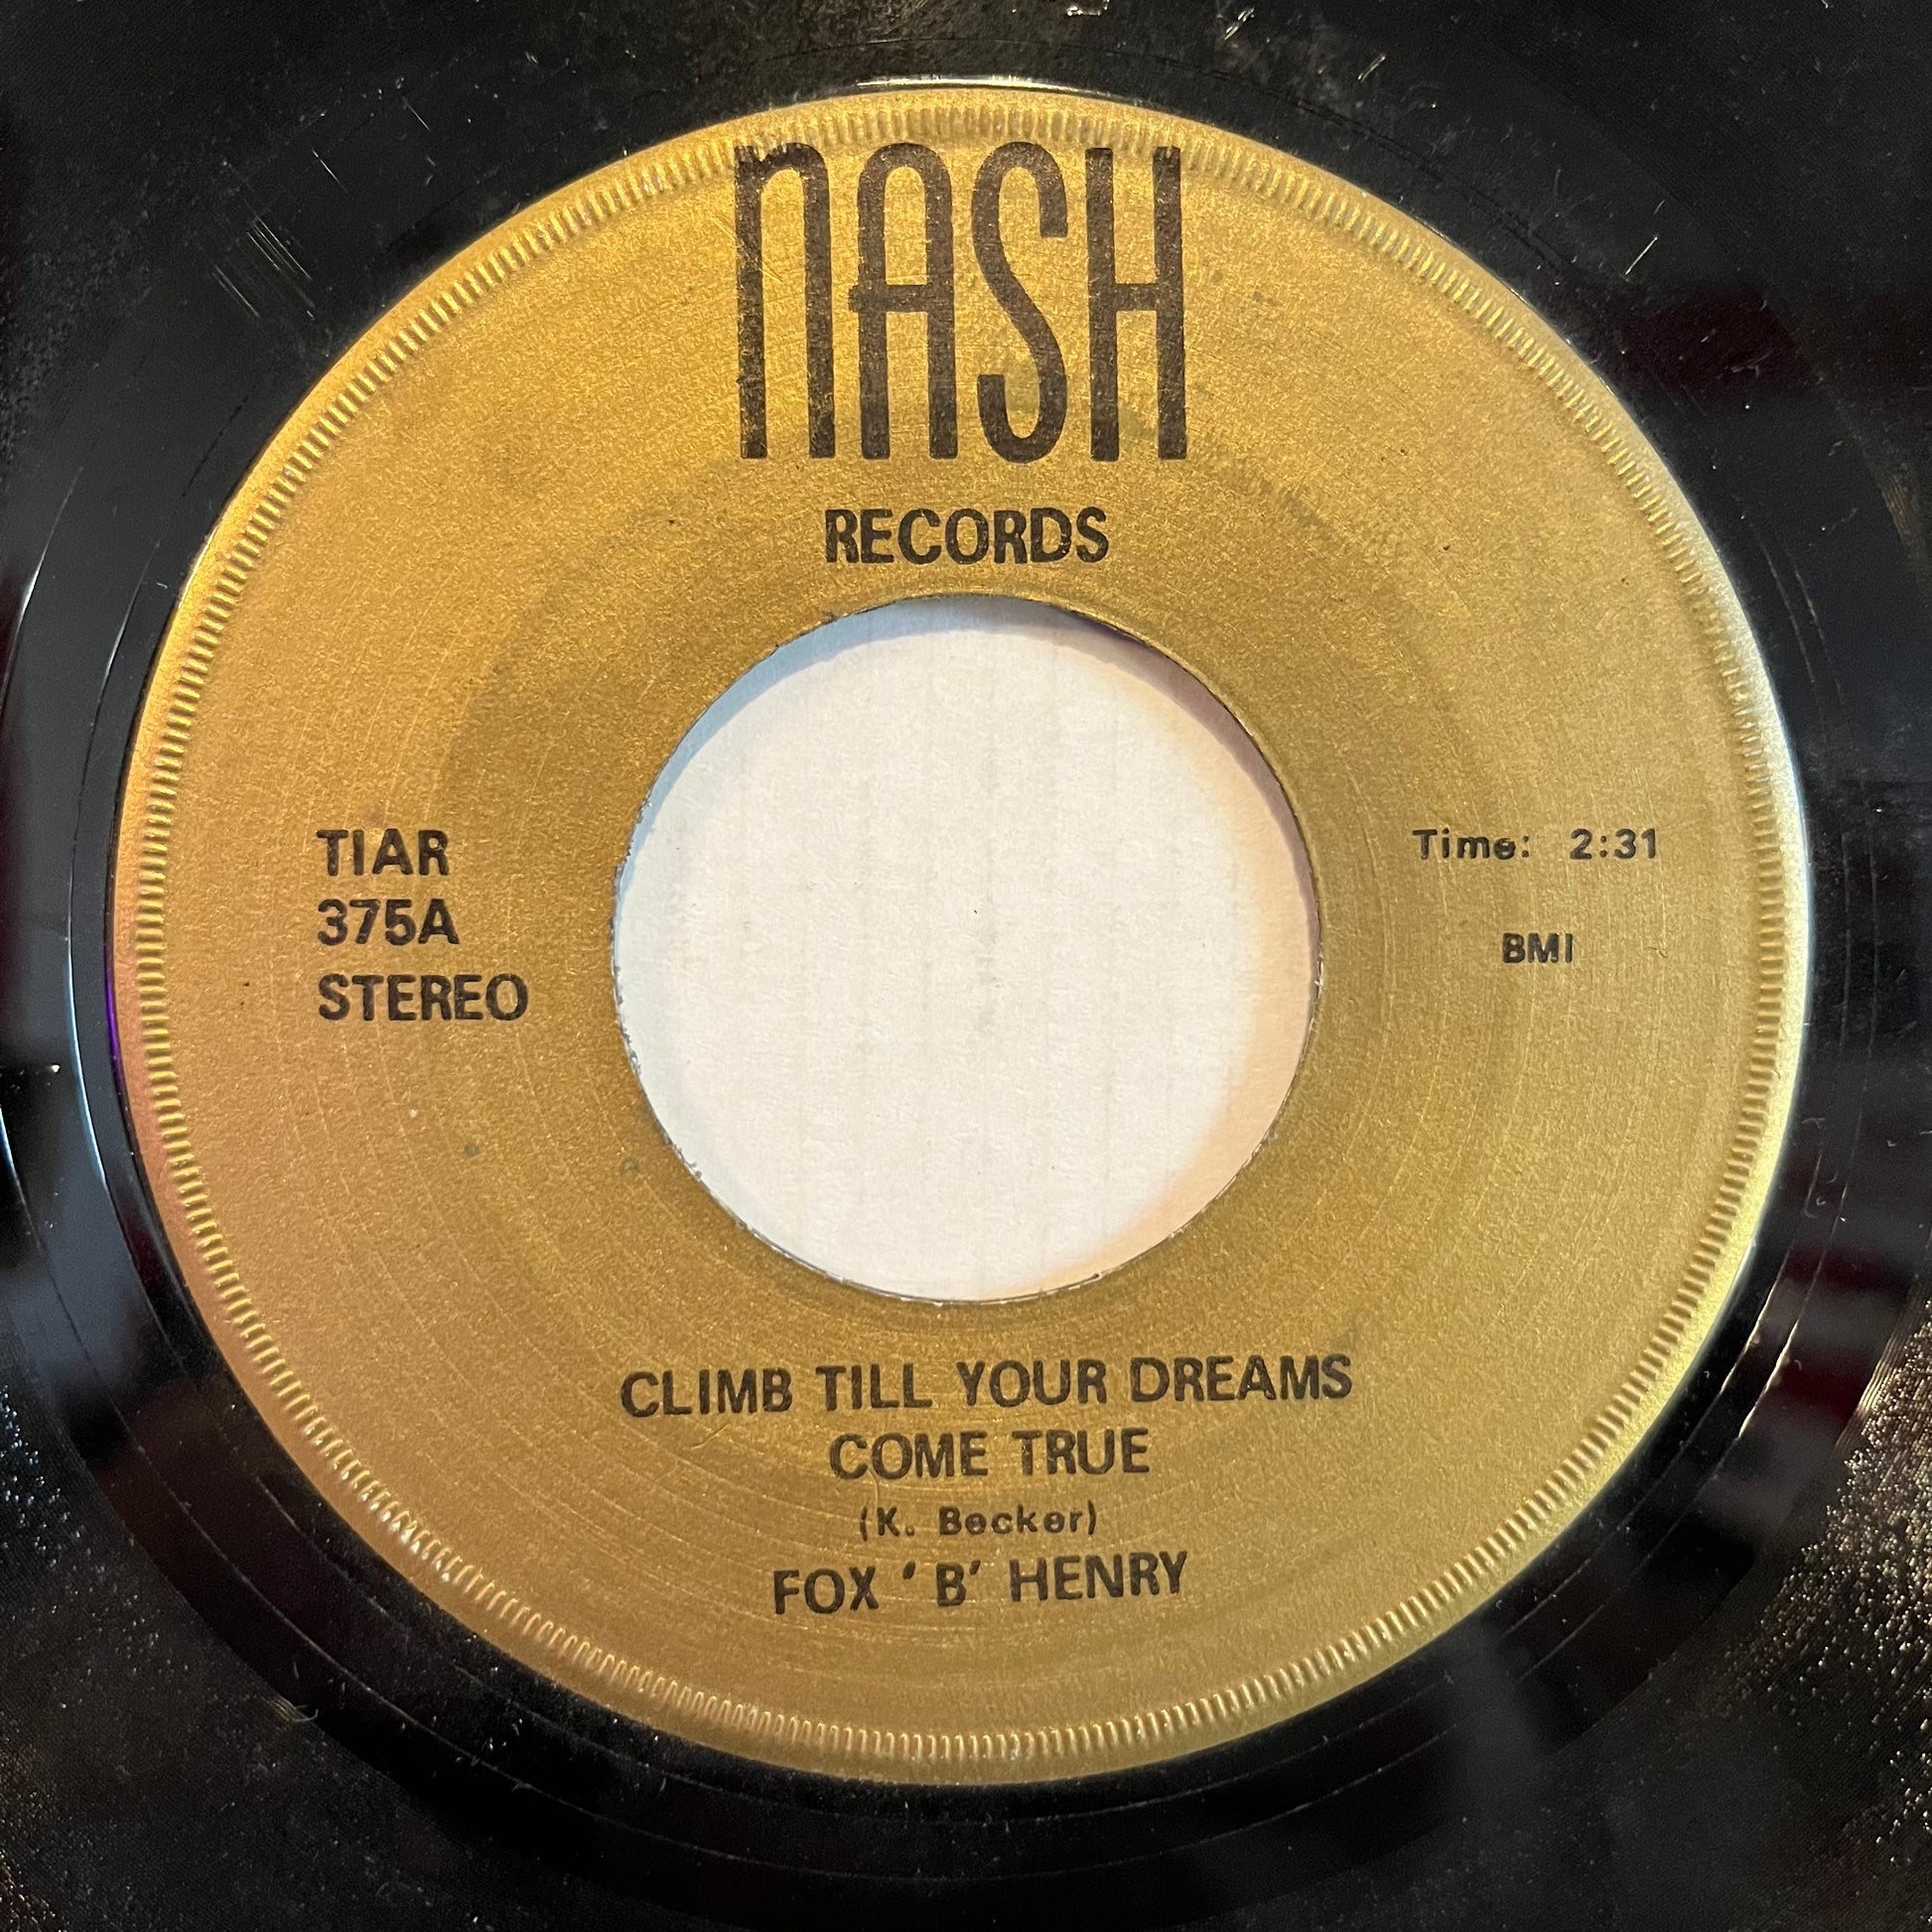 NASH
RECORDS
TIAR
375A
STEREO
Time: 2:31
BMI
CLIMB TILL YOUR DREAMS
COME TRUE
(K. Becker)
FOX 'B' HENRY